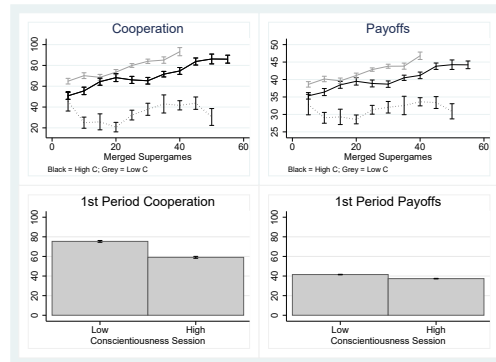 Cooperation
100
80
60
40
20
0 20 40 60
Merged Supergames
Black = High C; Grey = Low C
Payoffs
50
45
40
35
30
25
0 20 40 60
Merged Supergames
Black = High C; Grey = Low C
1st Period Cooperation
100
80
60
40
20
0
Low High
Conscientiousness Session
1st Period Payoffs
100
80
60
40
20
0
Low High
Conscientiousness Session